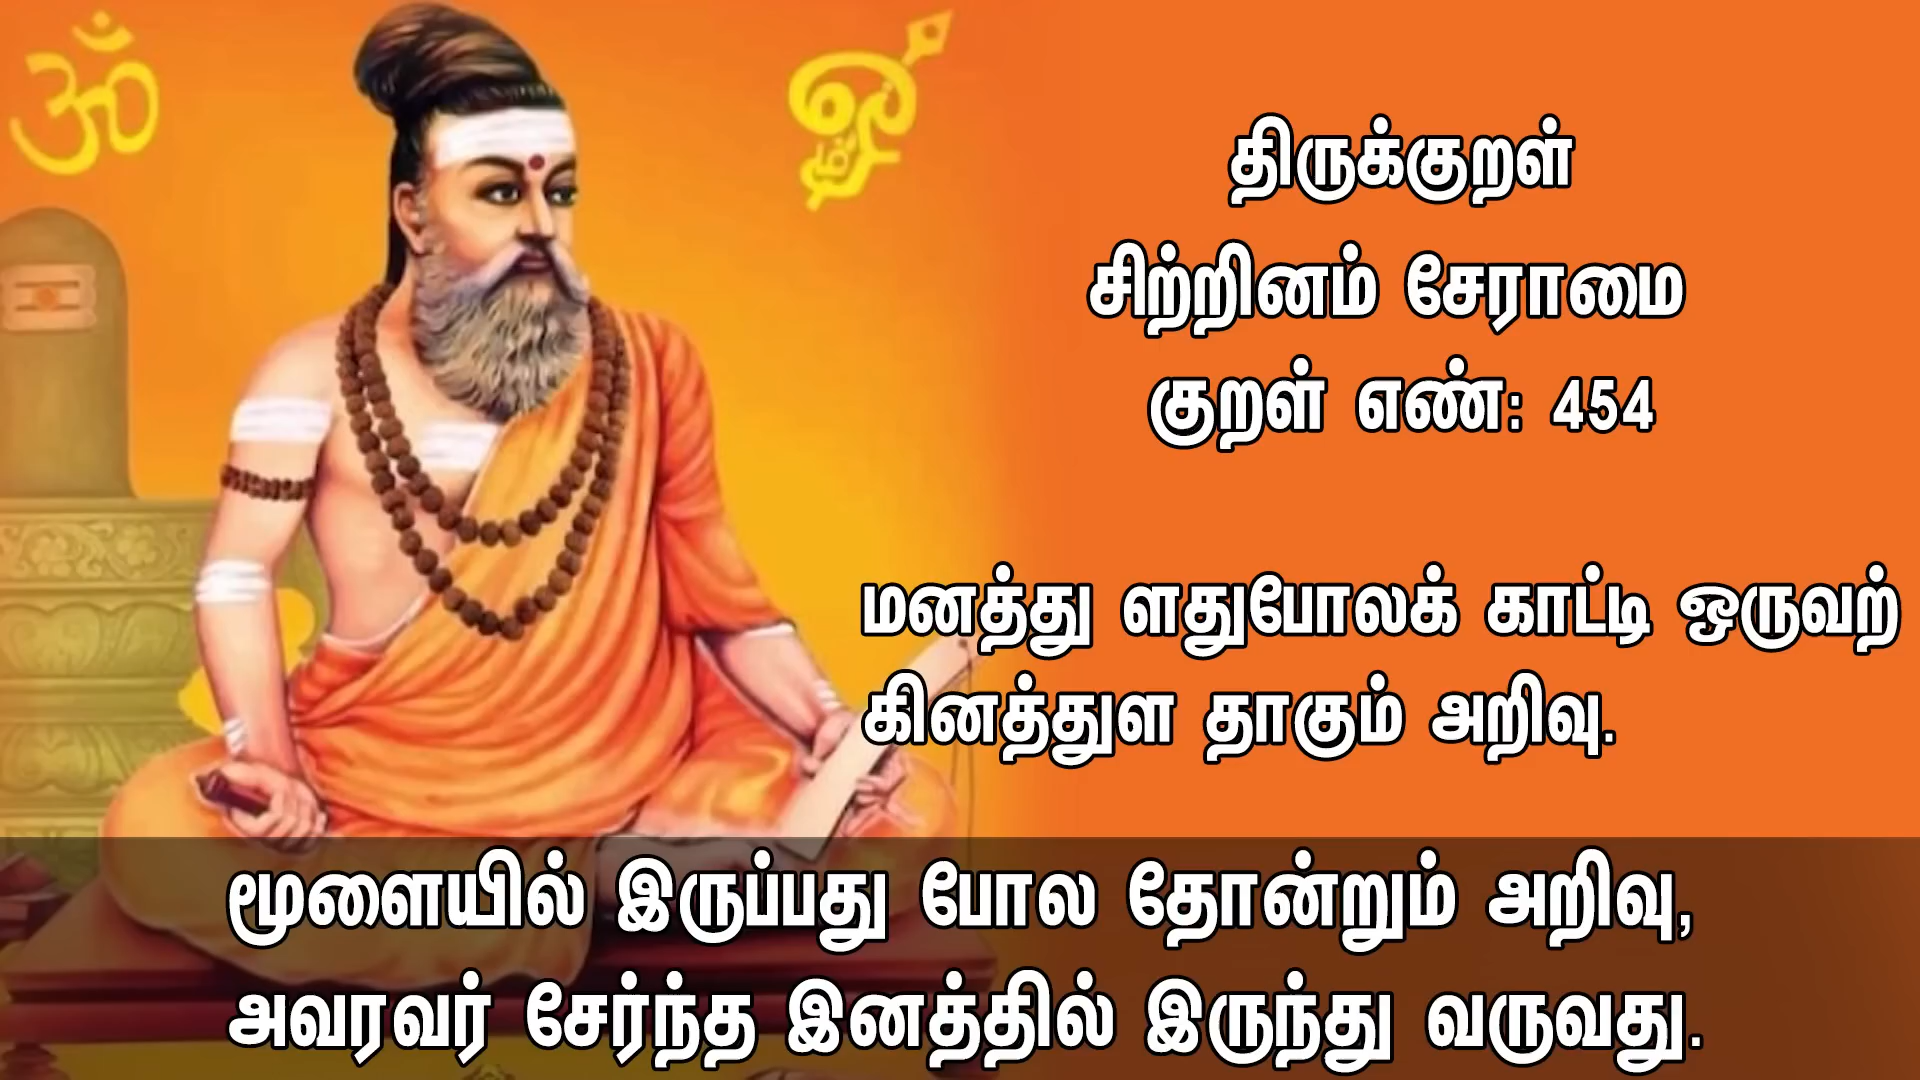 ॐ
ஓம்
திருக்குறள்
சிற்றினம் சேராமை
குறள் எண்: 454
மனத்து ளதுபோலக் காட்டி ஒருவற்
கினத்துள தாகும் அறிவு.
மூளையில் இருப்பது போல தோன்றும் அறிவு,
அவரவர் சேர்ந்த இனத்தில் இருந்து வருவது.